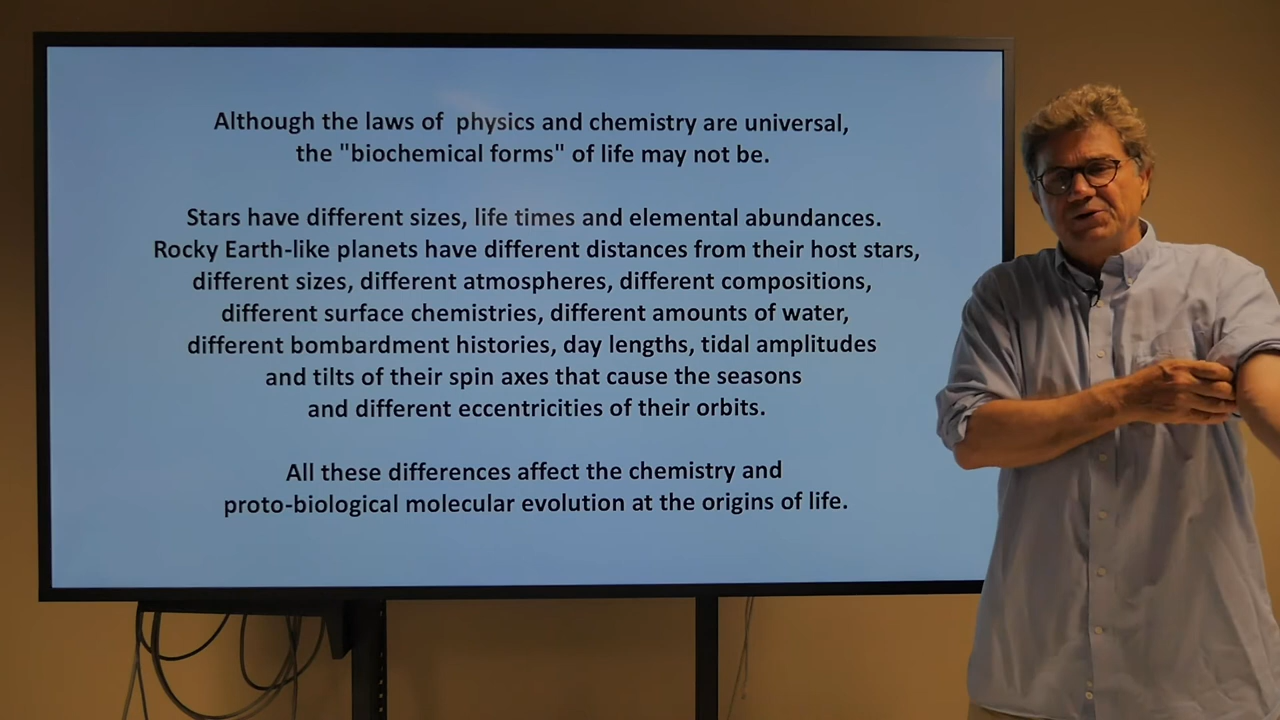 Although the laws of  physics and chemistry are universal,
the "biochemical forms" of life may not be.
Stars have different sizes, life times and elemental abundances.
Rocky Earth-like planets have different distances from their host stars,
different sizes, different atmospheres, different compositions,
different surface chemistries, different amounts of water,
different bombardment histories, day lengths, tidal amplitudes
and tilts of their spin axes that cause the seasons
and different eccentricities of their orbits.
All these differences affect the chemistry and
proto-biological molecular evolution at the origins of life.